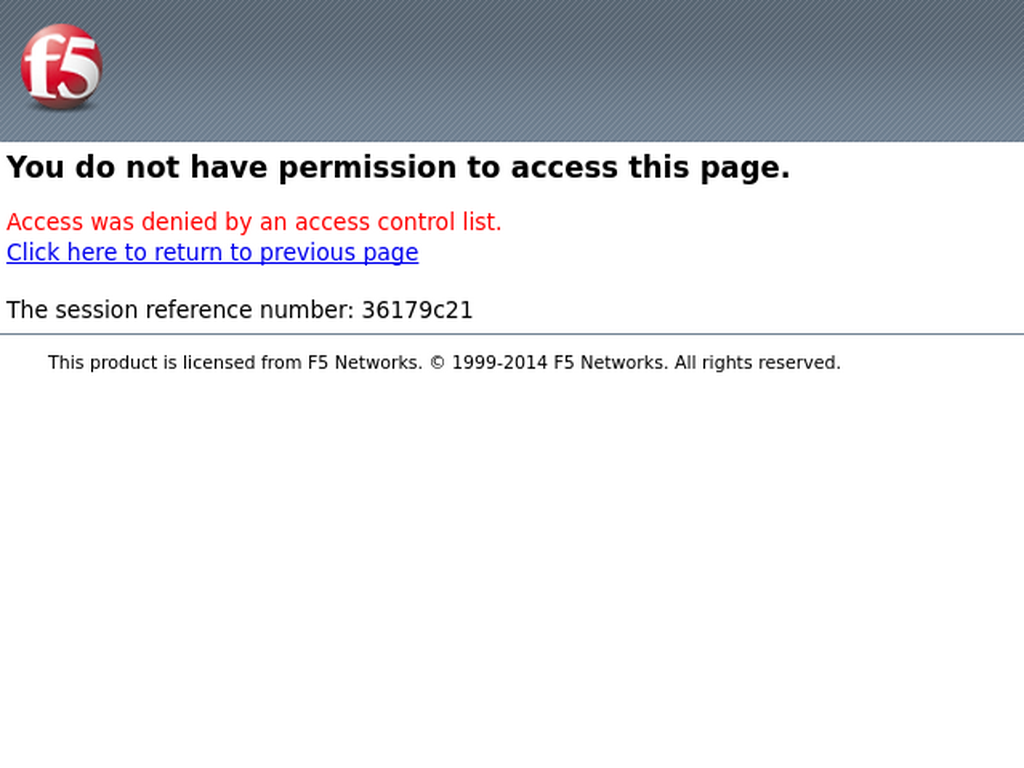 f5
You do not have permission to access this page.
Access was denied by an access control list.
Click here to return to previous page
The session reference number: 36179c21
This product is licensed from F5 Networks. © 1999-2014 F5 Networks. All rights reserved.